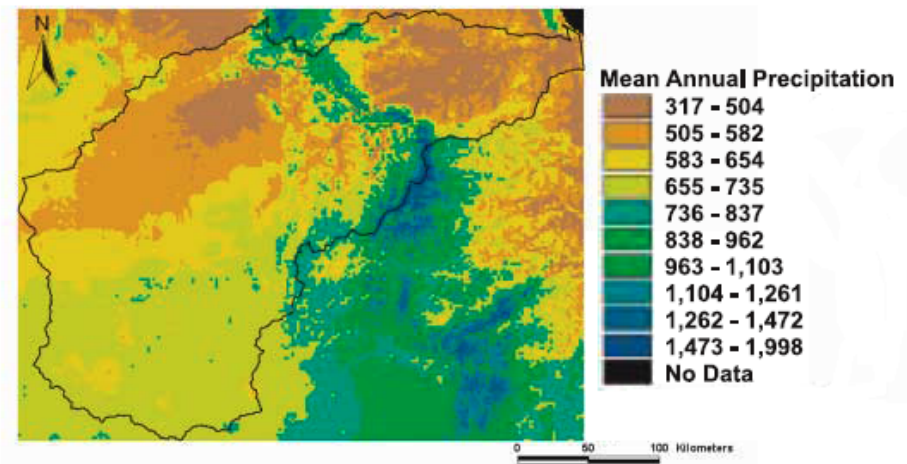 N
Mean Annual Precipitation
317 - 504
505 - 582
583 - 654
655 - 735
736 - 837
838 - 962
963 - 1,103
1,104 - 1,261
1,262 - 1,472
1,473 - 1,998
No Data
0 50 100 Kilometers